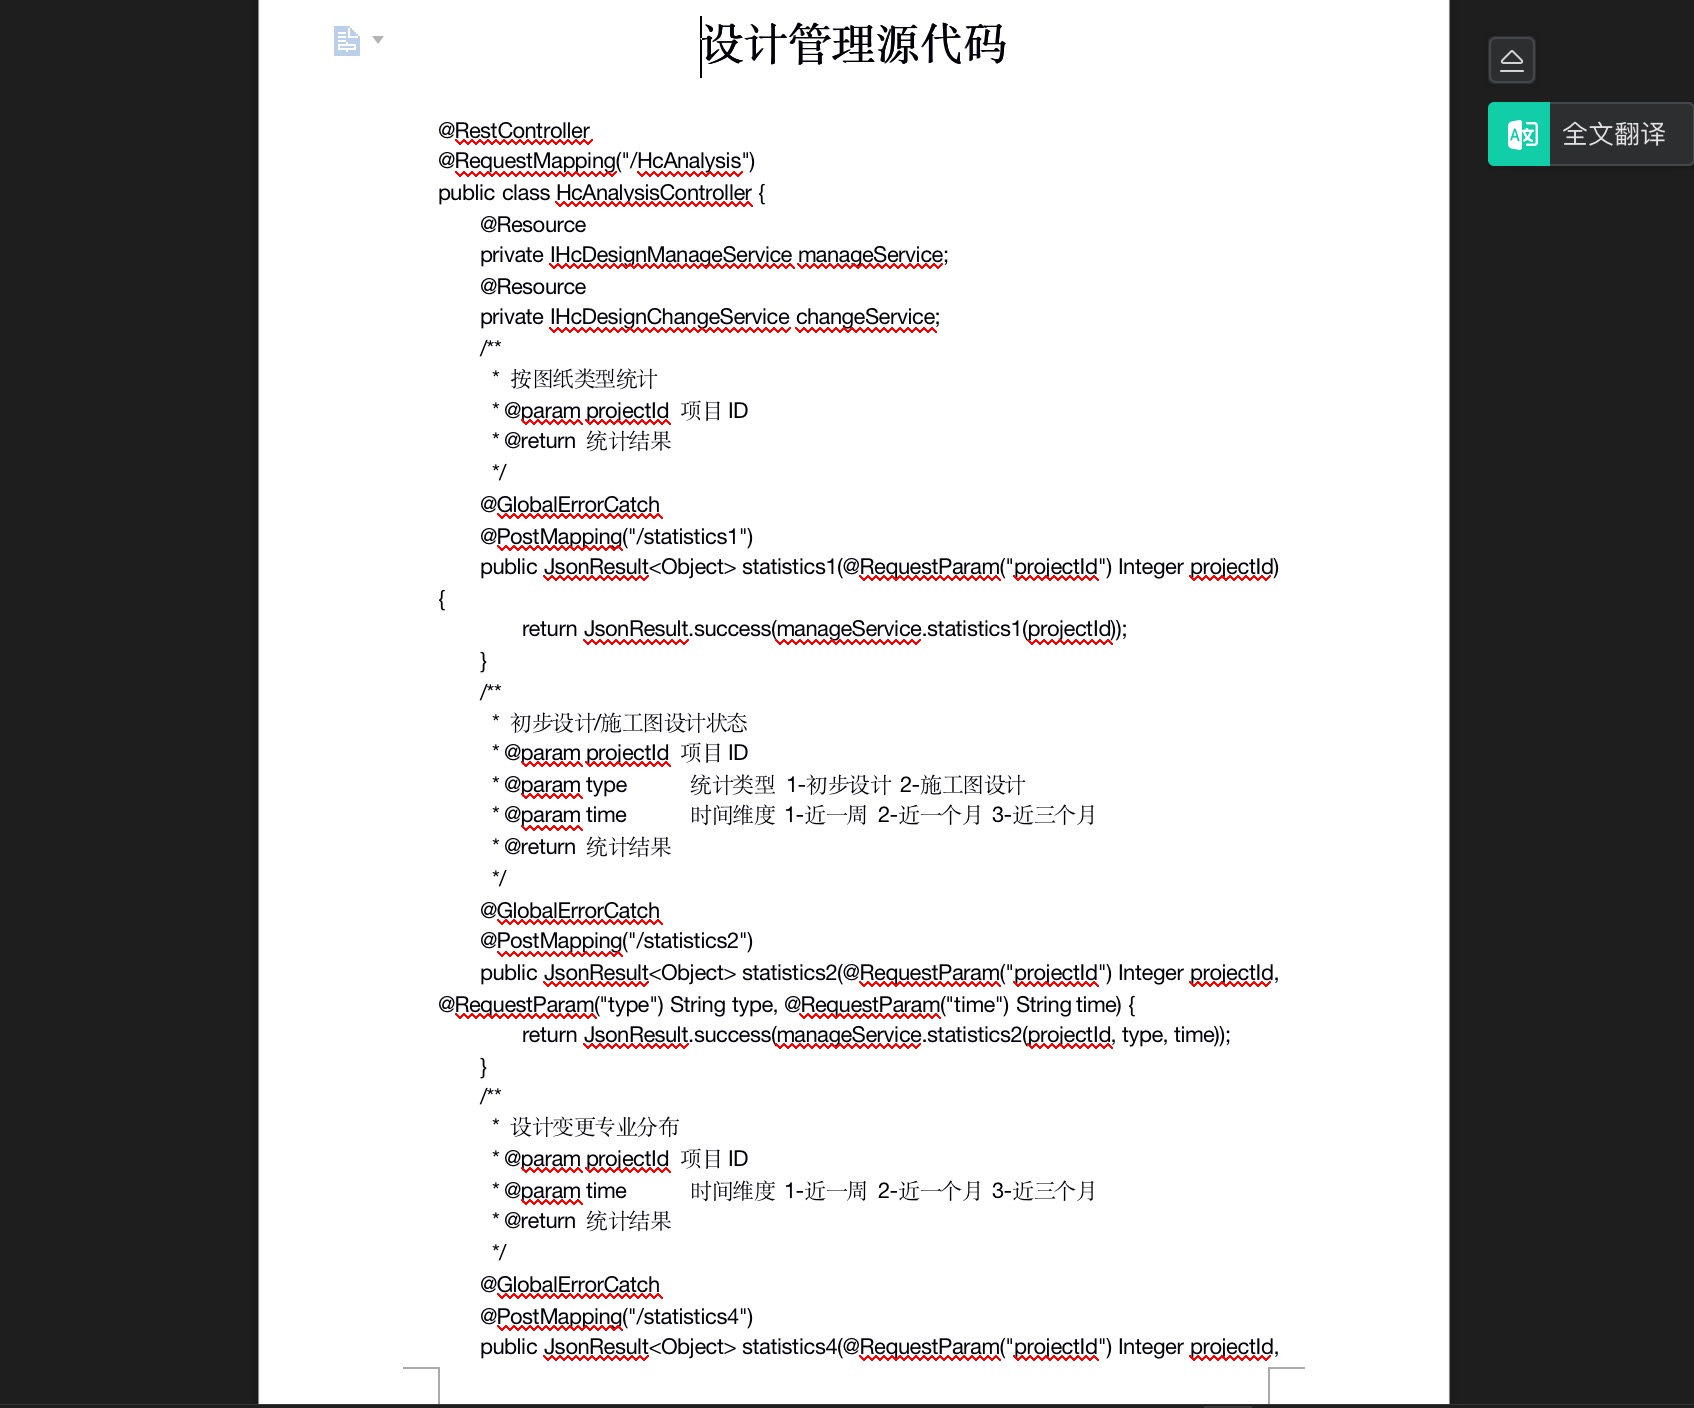 设计管理源代码
全文翻译
@RestController
@RequestMapping("/HcAnalysis")
public class HcAnalysisController {
@Resource
private IHcDesignManageService manageService;
@Resource
private IHcDesignChangeService changeService;
/**
* 按图纸类型统计
* @param projectId 项目 ID
* @return 统计结果
*/
@GlobalErrorCatch
@PostMapping("/statistics1")
public JsonResult<Object> statistics1(@RequestParam("projectId") Integer projectId)
{
return JsonResult.success(manageService.statistics1(projectId));
}
/**
* 初步设计/施工图设计状态
* @param projectId 项目 ID
* @param type 统计类型 1-初步设计 2-施工图设计
* @param time 时间维度 1-近一周 2-近一个月 3-近三个月
* @return 统计结果
*/
@GlobalErrorCatch
@PostMapping("/statistics2")
public JsonResult<Object> statistics2(@RequestParam("projectId") Integer projectId,
@RequestParam("type") String type, @RequestParam("time") String time) {
return JsonResult.success(manageService.statistics2(projectId, type, time));
}
/**
* 设计变更专业分布
* @param projectId 项目 ID
* @param time 时间维度 1-近一周 2-近一个月 3-近三个月
* @return 统计结果
*/
@GlobalErrorCatch
@PostMapping("/statistics4")
public JsonResult<Object> statistics4(@RequestParam("projectId") Integer projectId,